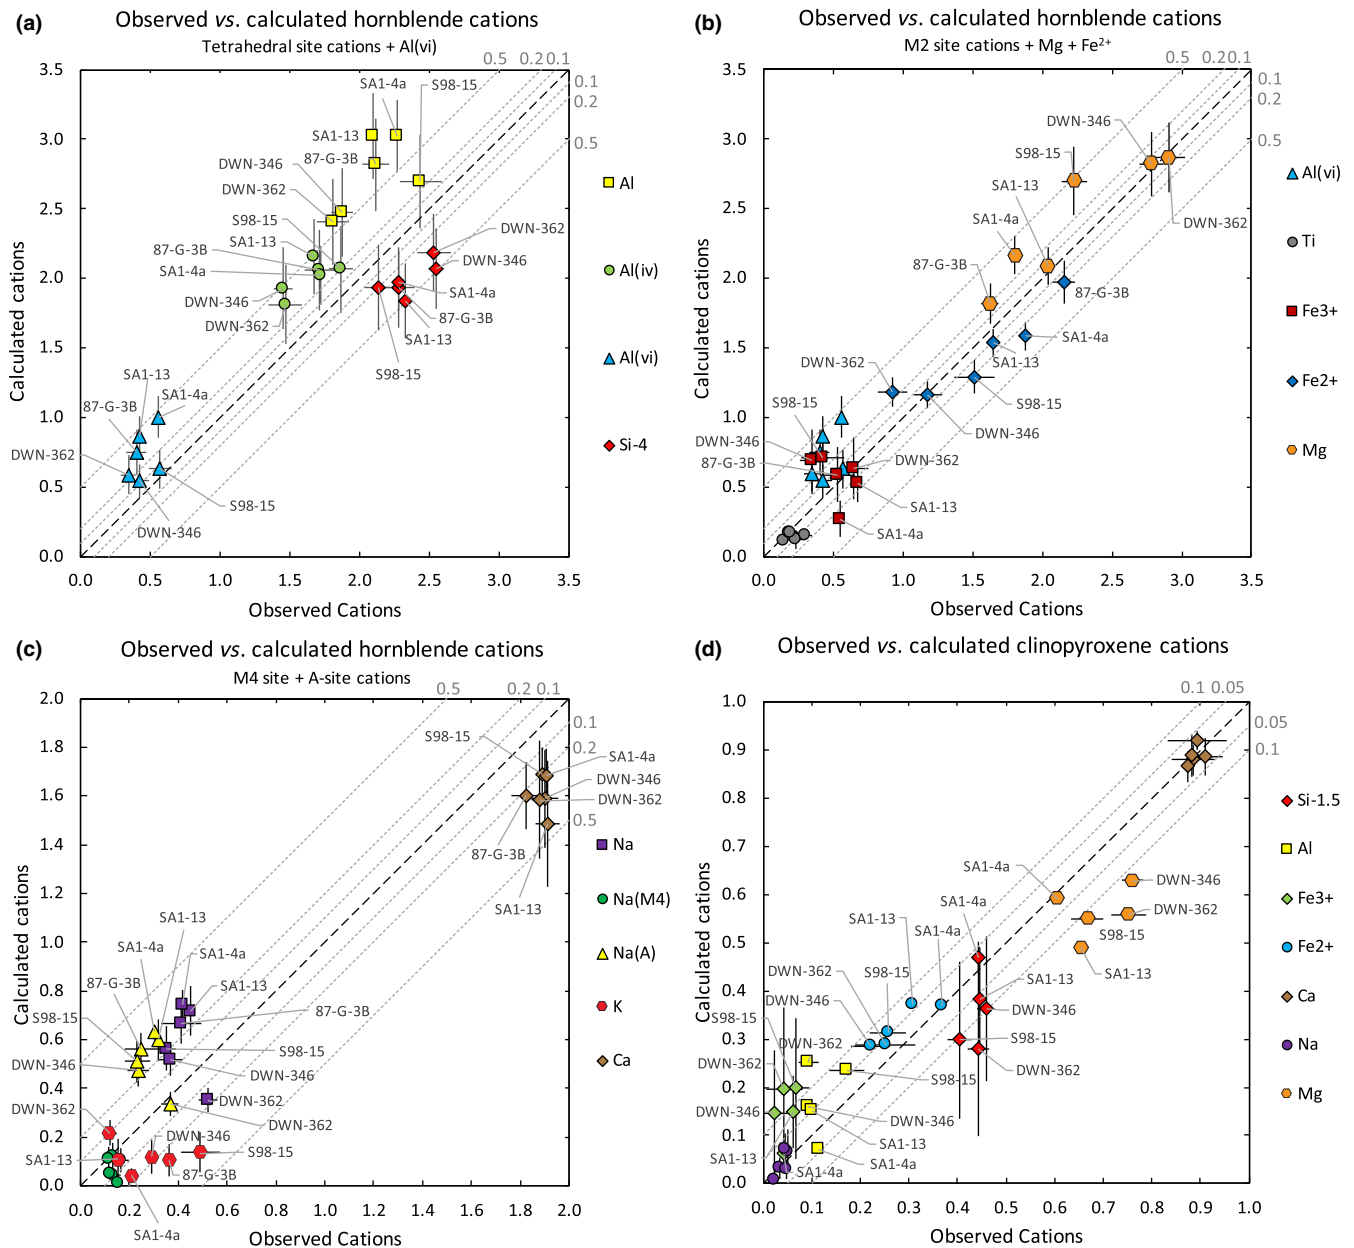 (a)
Observed vs. calculated hornblende cations
Tetrahedral site cations + Al(vi)
0.5 0.2 0.1
0.1
0.2
0.5
3.5
3.0
2.5
2.0
1.5
1.0
0.5
0.0
Calculated cations
SA1-4a
S98-15
SA1-13
87-G-3B
DWN-346
DWN-362
S98-15
SA1-13
87-G-3B
SA1-4a
DWN-346
DWN-362
DWN-362
DWN-346
SA1-4a
87-G-3B
SA1-13
S98-15
SA1-13
SA1-4a
87-G-3B
DWN-362
S98-15
DWN-346
0.0 0.5 1.0 1.5 2.0 2.5 3.0 3.5
Observed Cations
Al
Al(iv)
Al(vi)
Si-4
(b)
Observed vs. calculated hornblende cations
M2 site cations + Mg + Fe2+
0.5 0.2 0.1
0.1
0.2
0.5
3.5
3.0
2.5
2.0
1.5
1.0
0.5
0.0
Calculated cations
DWN-346
S98-15
SA1-13
SA1-4a
87-G-3B
DWN-362
87-G-3B
SA1-4a
SA1-13
DWN-362
S98-15
S98-15
DWN-346
DWN-346
87-G-3B
DWN-362
SA1-13
SA1-4a
0.0 0.5 1.0 1.5 2.0 2.5 3.0 3.5
Observed Cations
Al(vi)
Ti
Fe3+
Fe2+
Mg
(c)
Observed vs. calculated hornblende cations
M4 site + A-site cations
0.5 0.2 0.1
0.1
0.2
0.5
2.0
1.8
1.6
1.4
1.2
1.0
0.8
0.6
0.4
0.2
0.0
Calculated cations
S98-15
SA1-4a
DWN-346
DWN-362
87-G-3B
SA1-13
SA1-13
SA1-4a
SA1-4a
87-G-3B
SA1-13
87-G-3B
S98-15
S98-15
DWN-346
DWN-346
DWN-362
DWN-362
DWN-362
DWN-346
S98-15
SA1-13
87-G-3B
SA1-4a
0.0 0.2 0.4 0.6 0.8 1.0 1.2 1.4 1.6 1.8 2.0
Observed Cations
Na
Na(M4)
Na(A)
K
Ca
(d)
Observed vs. calculated clinopyroxene cations
0.1 0.05
0.05
0.1
1.0
0.9
0.8
0.7
0.6
0.5
0.4
0.3
0.2
0.1
0.0
Calculated cations
SA1-4a
DWN-346
DWN-362
S98-15
SA1-13
SA1-4a
SA1-13
SA1-4a
DWN-362
S98-15
SA1-13
DWN-346
DWN-346
S98-15
DWN-362
S98-15
DWN-362
DWN-362
S98-15
DWN-346
DWN-346
SA1-13
SA1-13
SA1-4a
SA1-4a
0.0 0.1 0.2 0.3 0.4 0.5 0.6 0.7 0.8 0.9 1.0
Observed Cations
Si-1.5
Al
Fe3+
Fe2+
Ca
Na
Mg